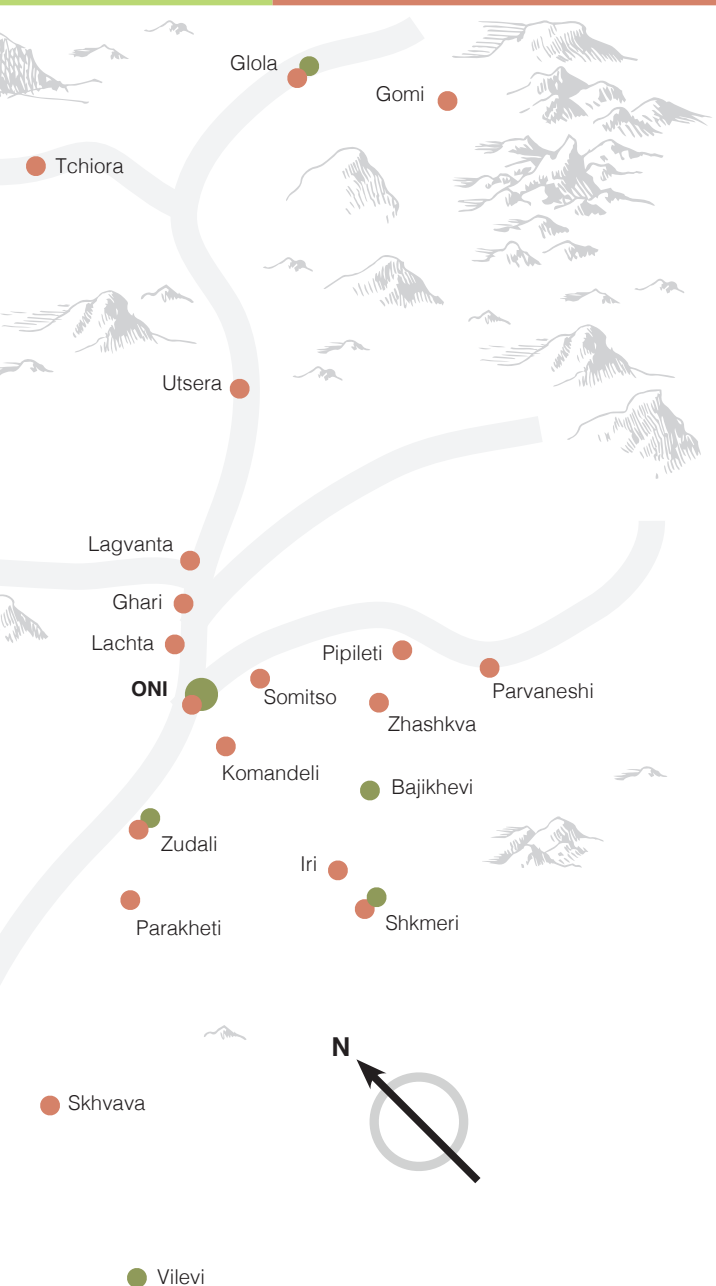 Glola
Gomi
Tchiora
Utsera
Lagvanta
Ghari
Lachta
Pipileti
ONI
Somitso
Parvaneshi
Zhashkva
Komandeli
Bajikhevi
Zudali
Iri
Shkmeri
Parakheti
N
Skhvava
Vilevi